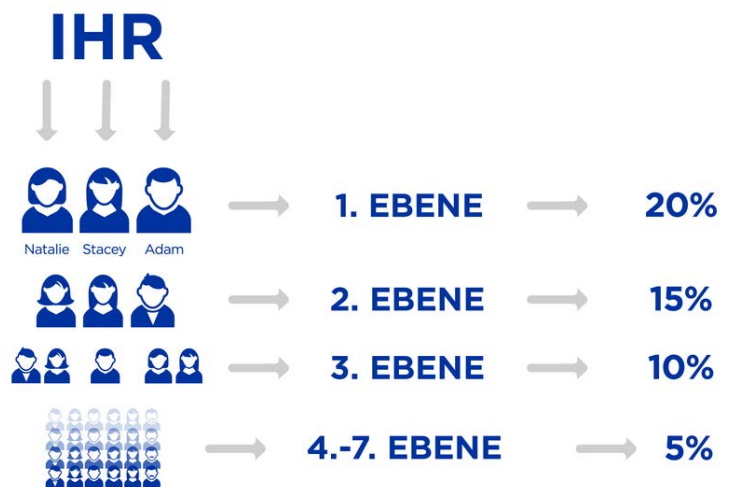 IHR
Natalie Stacey Adam
1. EBENE 20%
2. EBENE 15%
3. EBENE 10%
4.-7. EBENE 5%